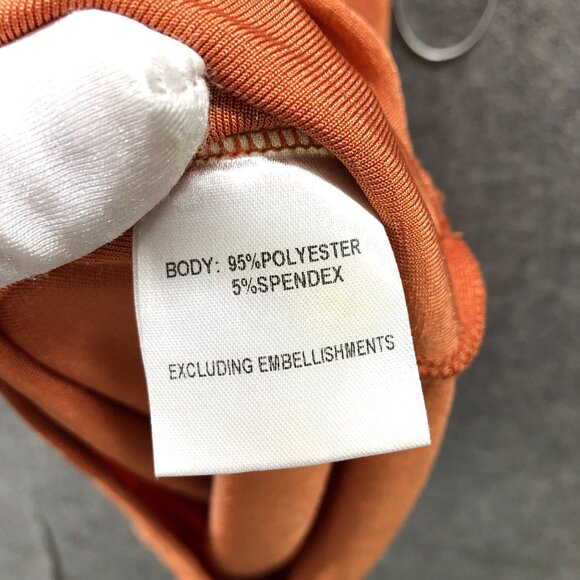 BODY: 95%POLYESTER
5%SPENDEX
EXCLUDING EMBELLISHMENTS